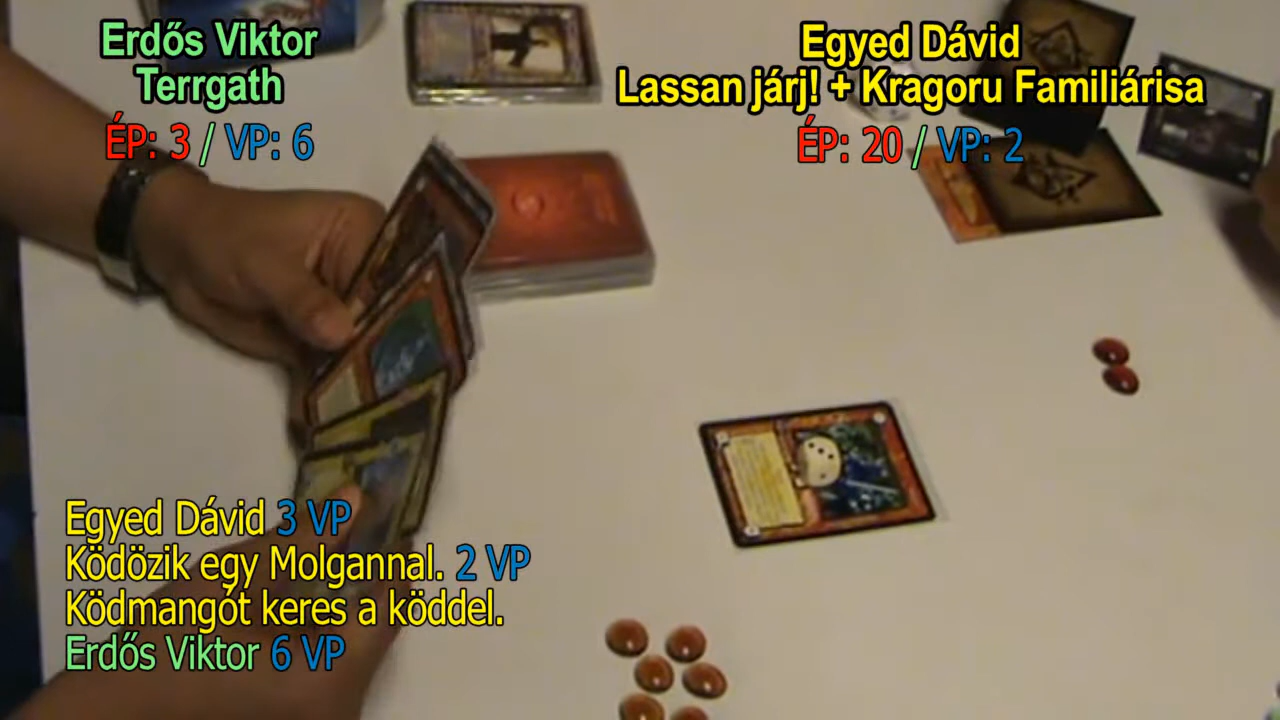 Erdős Viktor
Terrgath
ÉP: 3 / VP: 6
Egyed Dávid
Lassan járj! + Kragoru Familiárisa
ÉP: 20 / VP: 2
Egyed Dávid 3 VP
Ködözik egy Molgannal. 2 VP
Ködmangót keres a köddel.
Erdős Viktor 6 VP